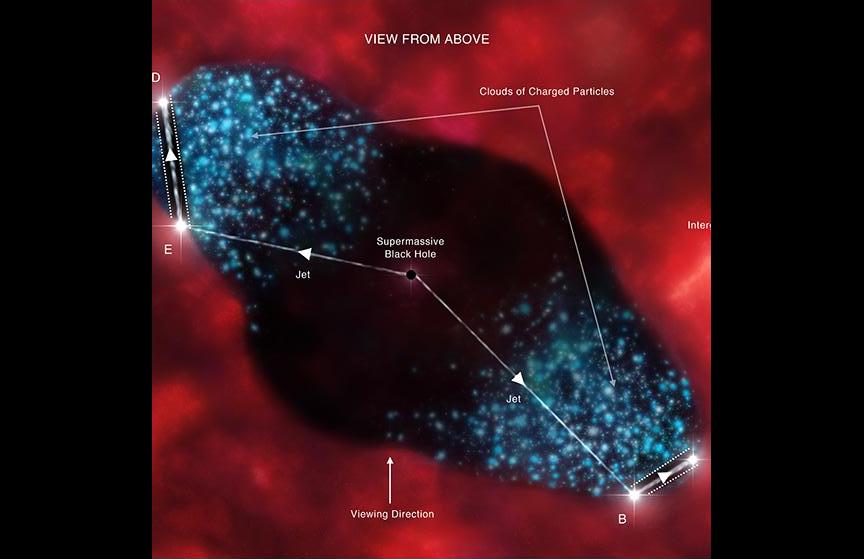 VIEW FROM ABOVE
D
Clouds of Charged Particles
E
Supermassive
Black Hole
Jet
Jet
Viewing Direction
B